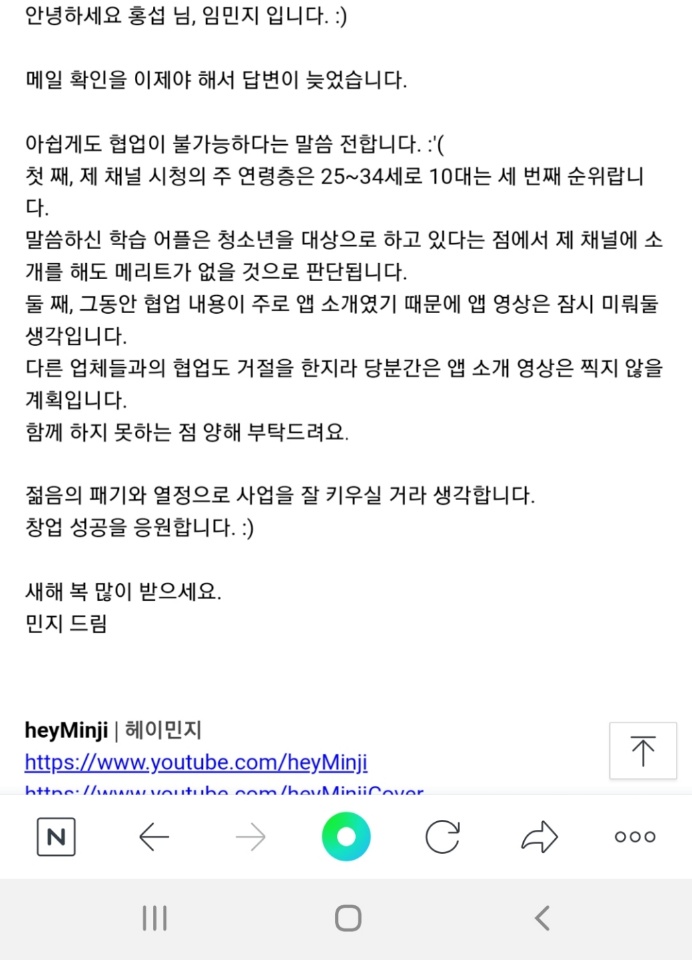 안녕하세요 홍섭 님, 임민지 입니다. :)
메일 확인을 이제야 해서 답변이 늦었습니다.
아쉽게도 협업이 불가능하다는 말씀 전합니다. :'(
첫 째, 제 채널 시청의 주 연령층은 25~34세로 10대는 세 번째 순위랍니
다.
말씀하신 학습 어플은 청소년을 대상으로 하고 있다는 점에서 제 채널에 소
개를 해도 메리트가 없을 것으로 판단됩니다.
둘 째, 그동안 협업 내용이 주로 앱 소개였기 때문에 앱 영상은 잠시 미뤄둘
생각입니다.
다른 업체들과의 협업도 거절을 한지라 당분간은 앱 소개 영상은 찍지 않을
계획입니다.
함께 하지 못하는 점 양해 부탁드려요.
젊음의 패기와 열정으로 사업을 잘 키우실 거라 생각합니다.
창업 성공을 응원합니다. :)
새해 복 많이 받으세요.
민지 드림
heyMinji | 헤이민지
https://www.youtube.com/heyMinji
https://www.youtube.com/heyMinjiCover
N